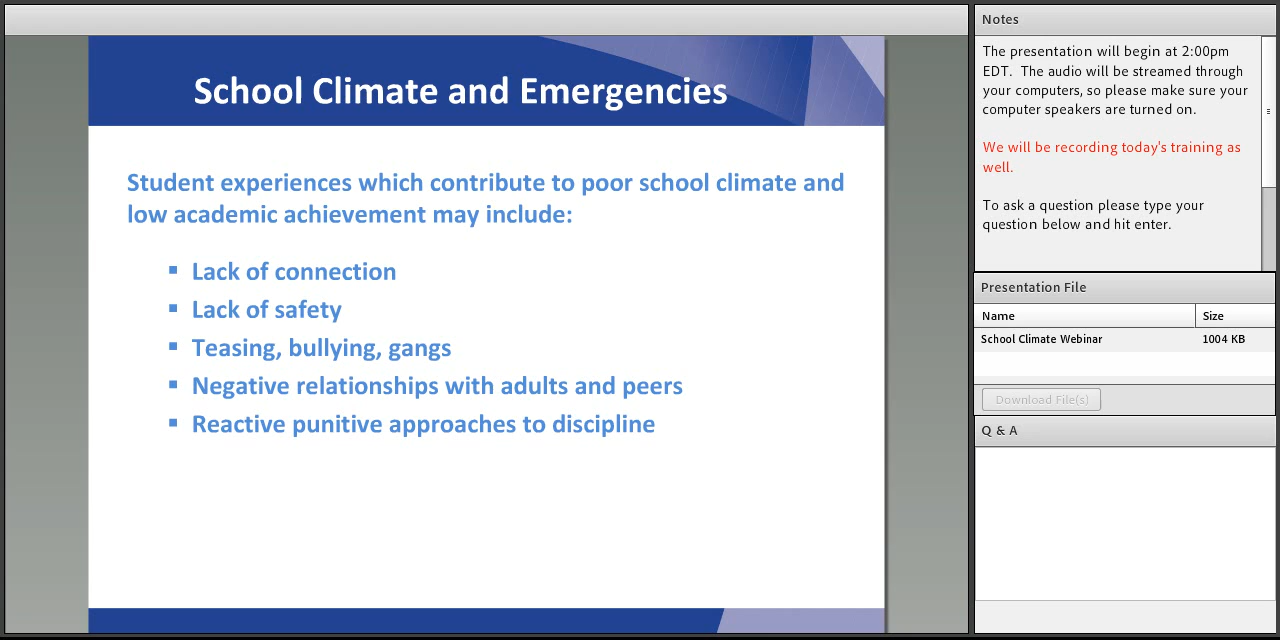 School Climate and Emergencies
Student experiences which contribute to poor school climate and
low academic achievement may include:
▪ Lack of connection
▪ Lack of safety
▪ Teasing, bullying, gangs
▪ Negative relationships with adults and peers
▪ Reactive punitive approaches to discipline
Notes
The presentation will begin at 2:00pm
EDT.  The audio will be streamed through
your computers, so please make sure your
computer speakers are turned on.
We will be recording today's training as
well.
To ask a question please type your
question below and hit enter.
Presentation File
Name Size
School Climate Webinar 1004 KB
Download File(s)
Q & A